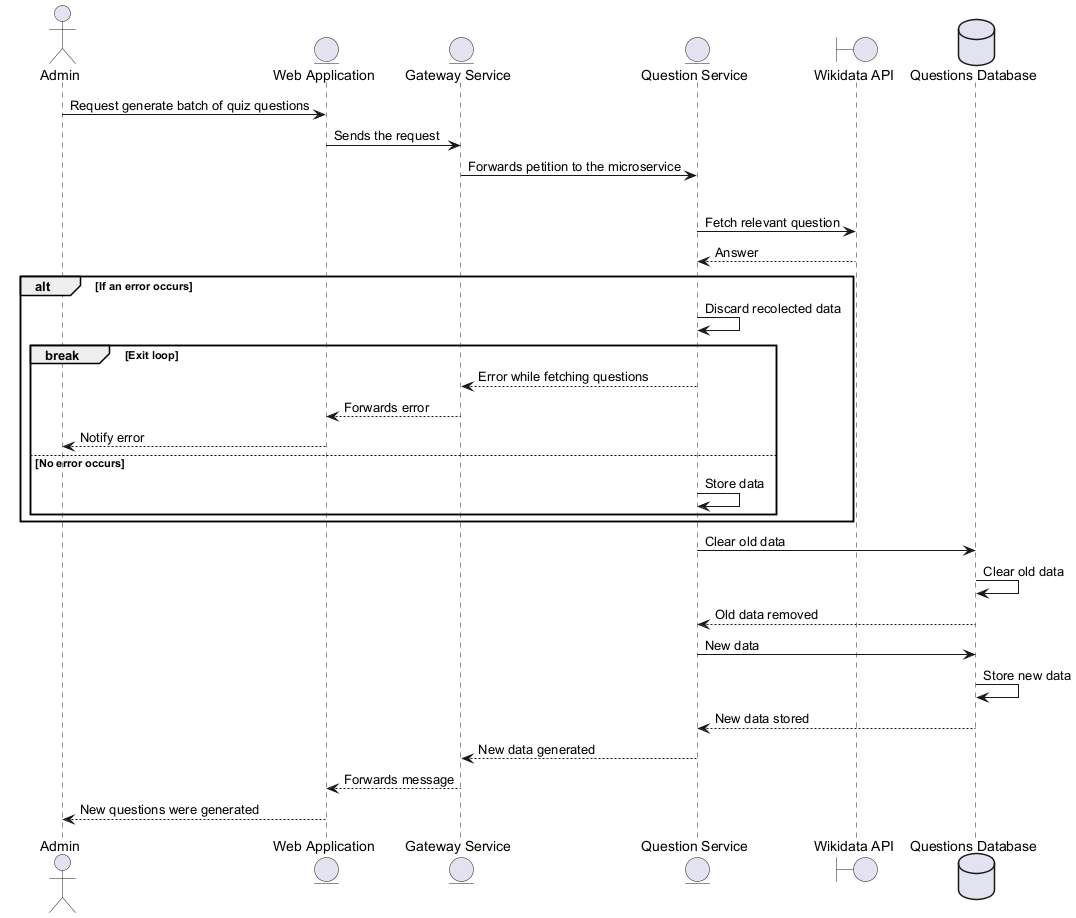 Admin
Web Application
Gateway Service
Question Service
Wikidata API
Questions Database
Request generate batch of quiz questions
Sends the request
Forwards petition to the microservice
Fetch relevant question
Answer
alt
[If an error occurs]
Discard recolected data
break
[Exit loop]
Error while fetching questions
Forwards error
Notify error
[No error occurs]
Store data
Clear old data
Clear old data
Old data removed
New data
Store new data
New data stored
New data generated
Forwards message
New questions were generated
Admin
Web Application
Gateway Service
Question Service
Wikidata API
Questions Database